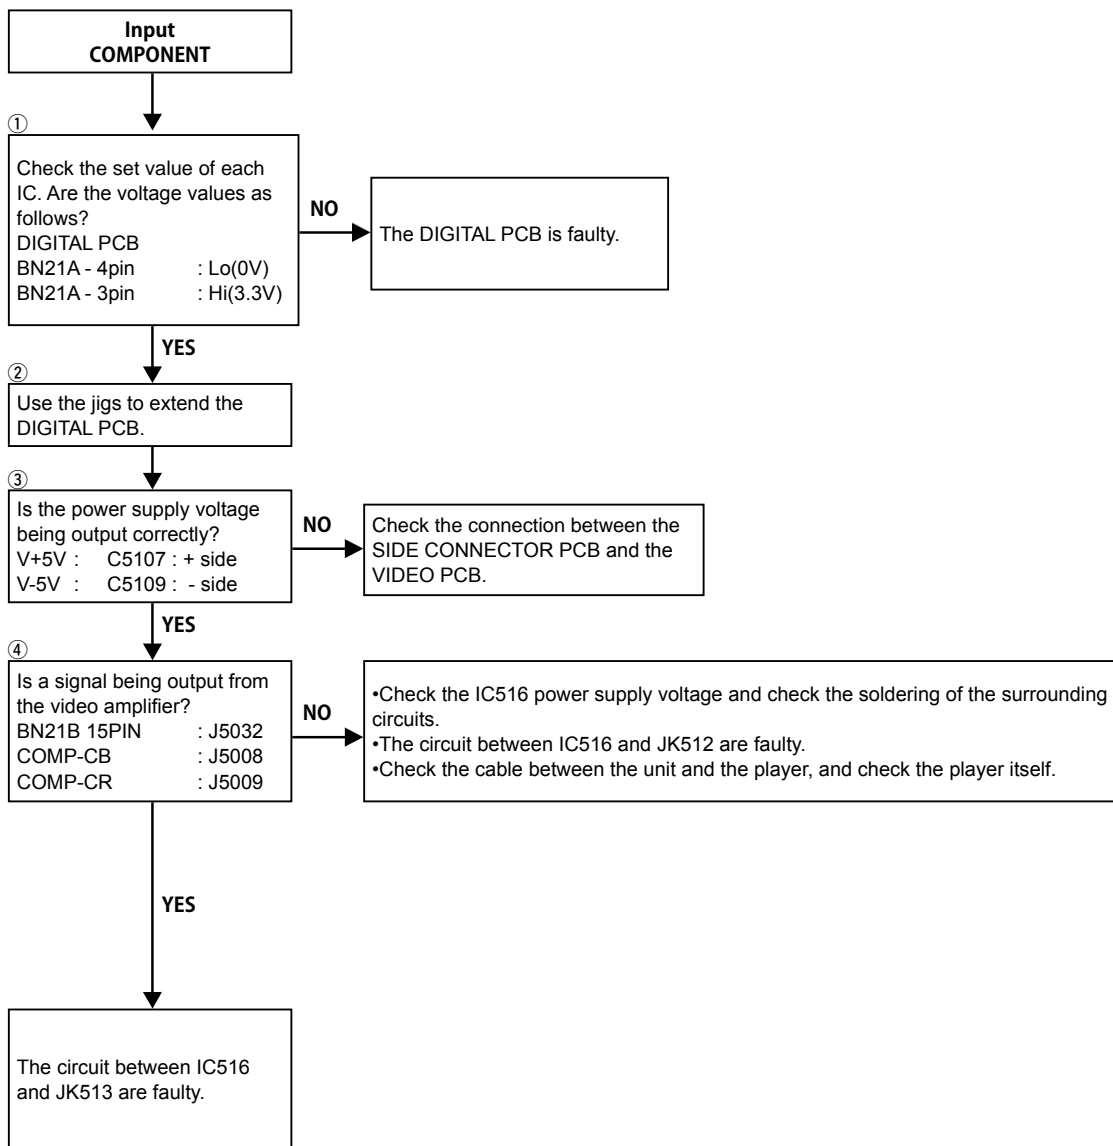 Input
COMPONENT
①
Check the set value of each
IC. Are the voltage values as
follows?
DIGITAL PCB
BN21A - 4pin : Lo(0V)
BN21A - 3pin : Hi(3.3V)
NO
The DIGITAL PCB is faulty.
YES
②
Use the jigs to extend the
DIGITAL PCB.
③
Is the power supply voltage
being output correctly?
V+5V : C5107 : + side
V-5V : C5109 : - side
NO
Check the connection between the
SIDE CONNECTOR PCB and the
VIDEO PCB.
YES
④
Is a signal being output from
the video amplifier?
BN21B 15PIN : J5032
COMP-CB : J5008
COMP-CR : J5009
NO
•Check the IC516 power supply voltage and check the soldering of the surrounding
circuits.
•The circuit between IC516 and JK512 are faulty.
•Check the cable between the unit and the player, and check the player itself.
YES
The circuit between IC516
and JK513 are faulty.